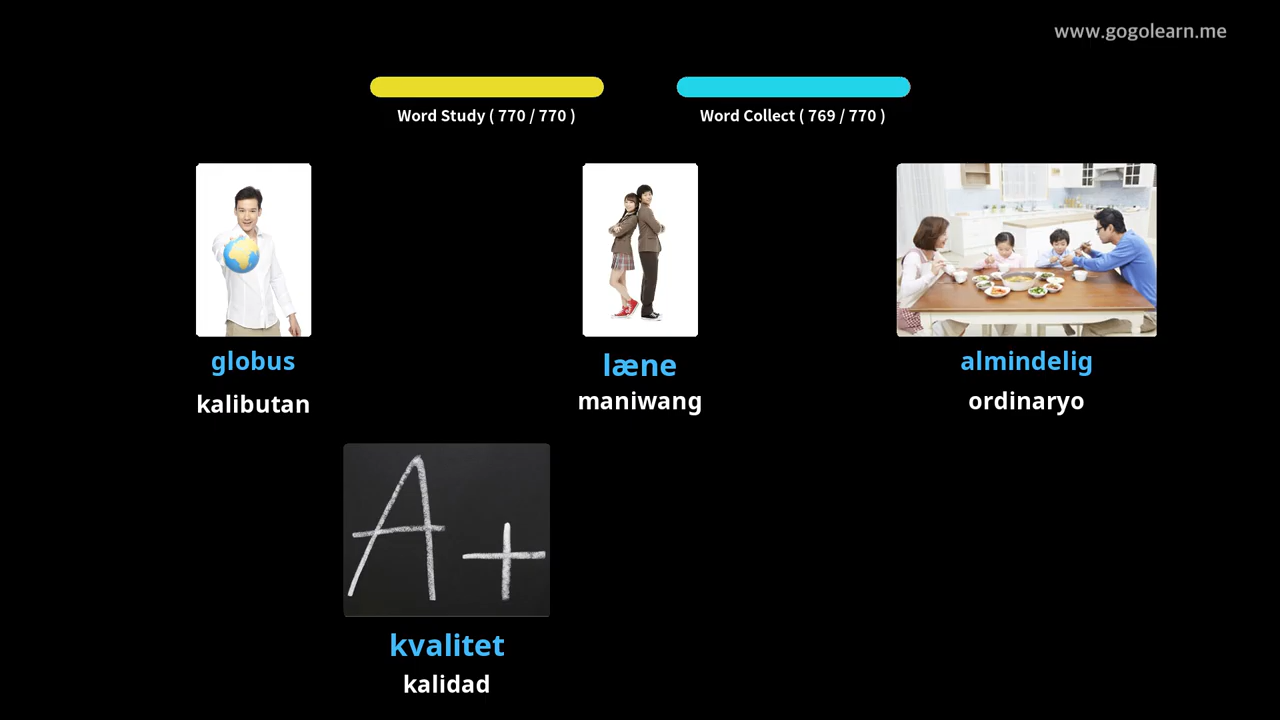 www.gogolearn.me
Word Study ( 770 / 770 )
Word Collect ( 769 / 770 )
globus
kalibutan
læne
maniwang
almindelig
ordinaryo
A+
kvalitet
kalidad